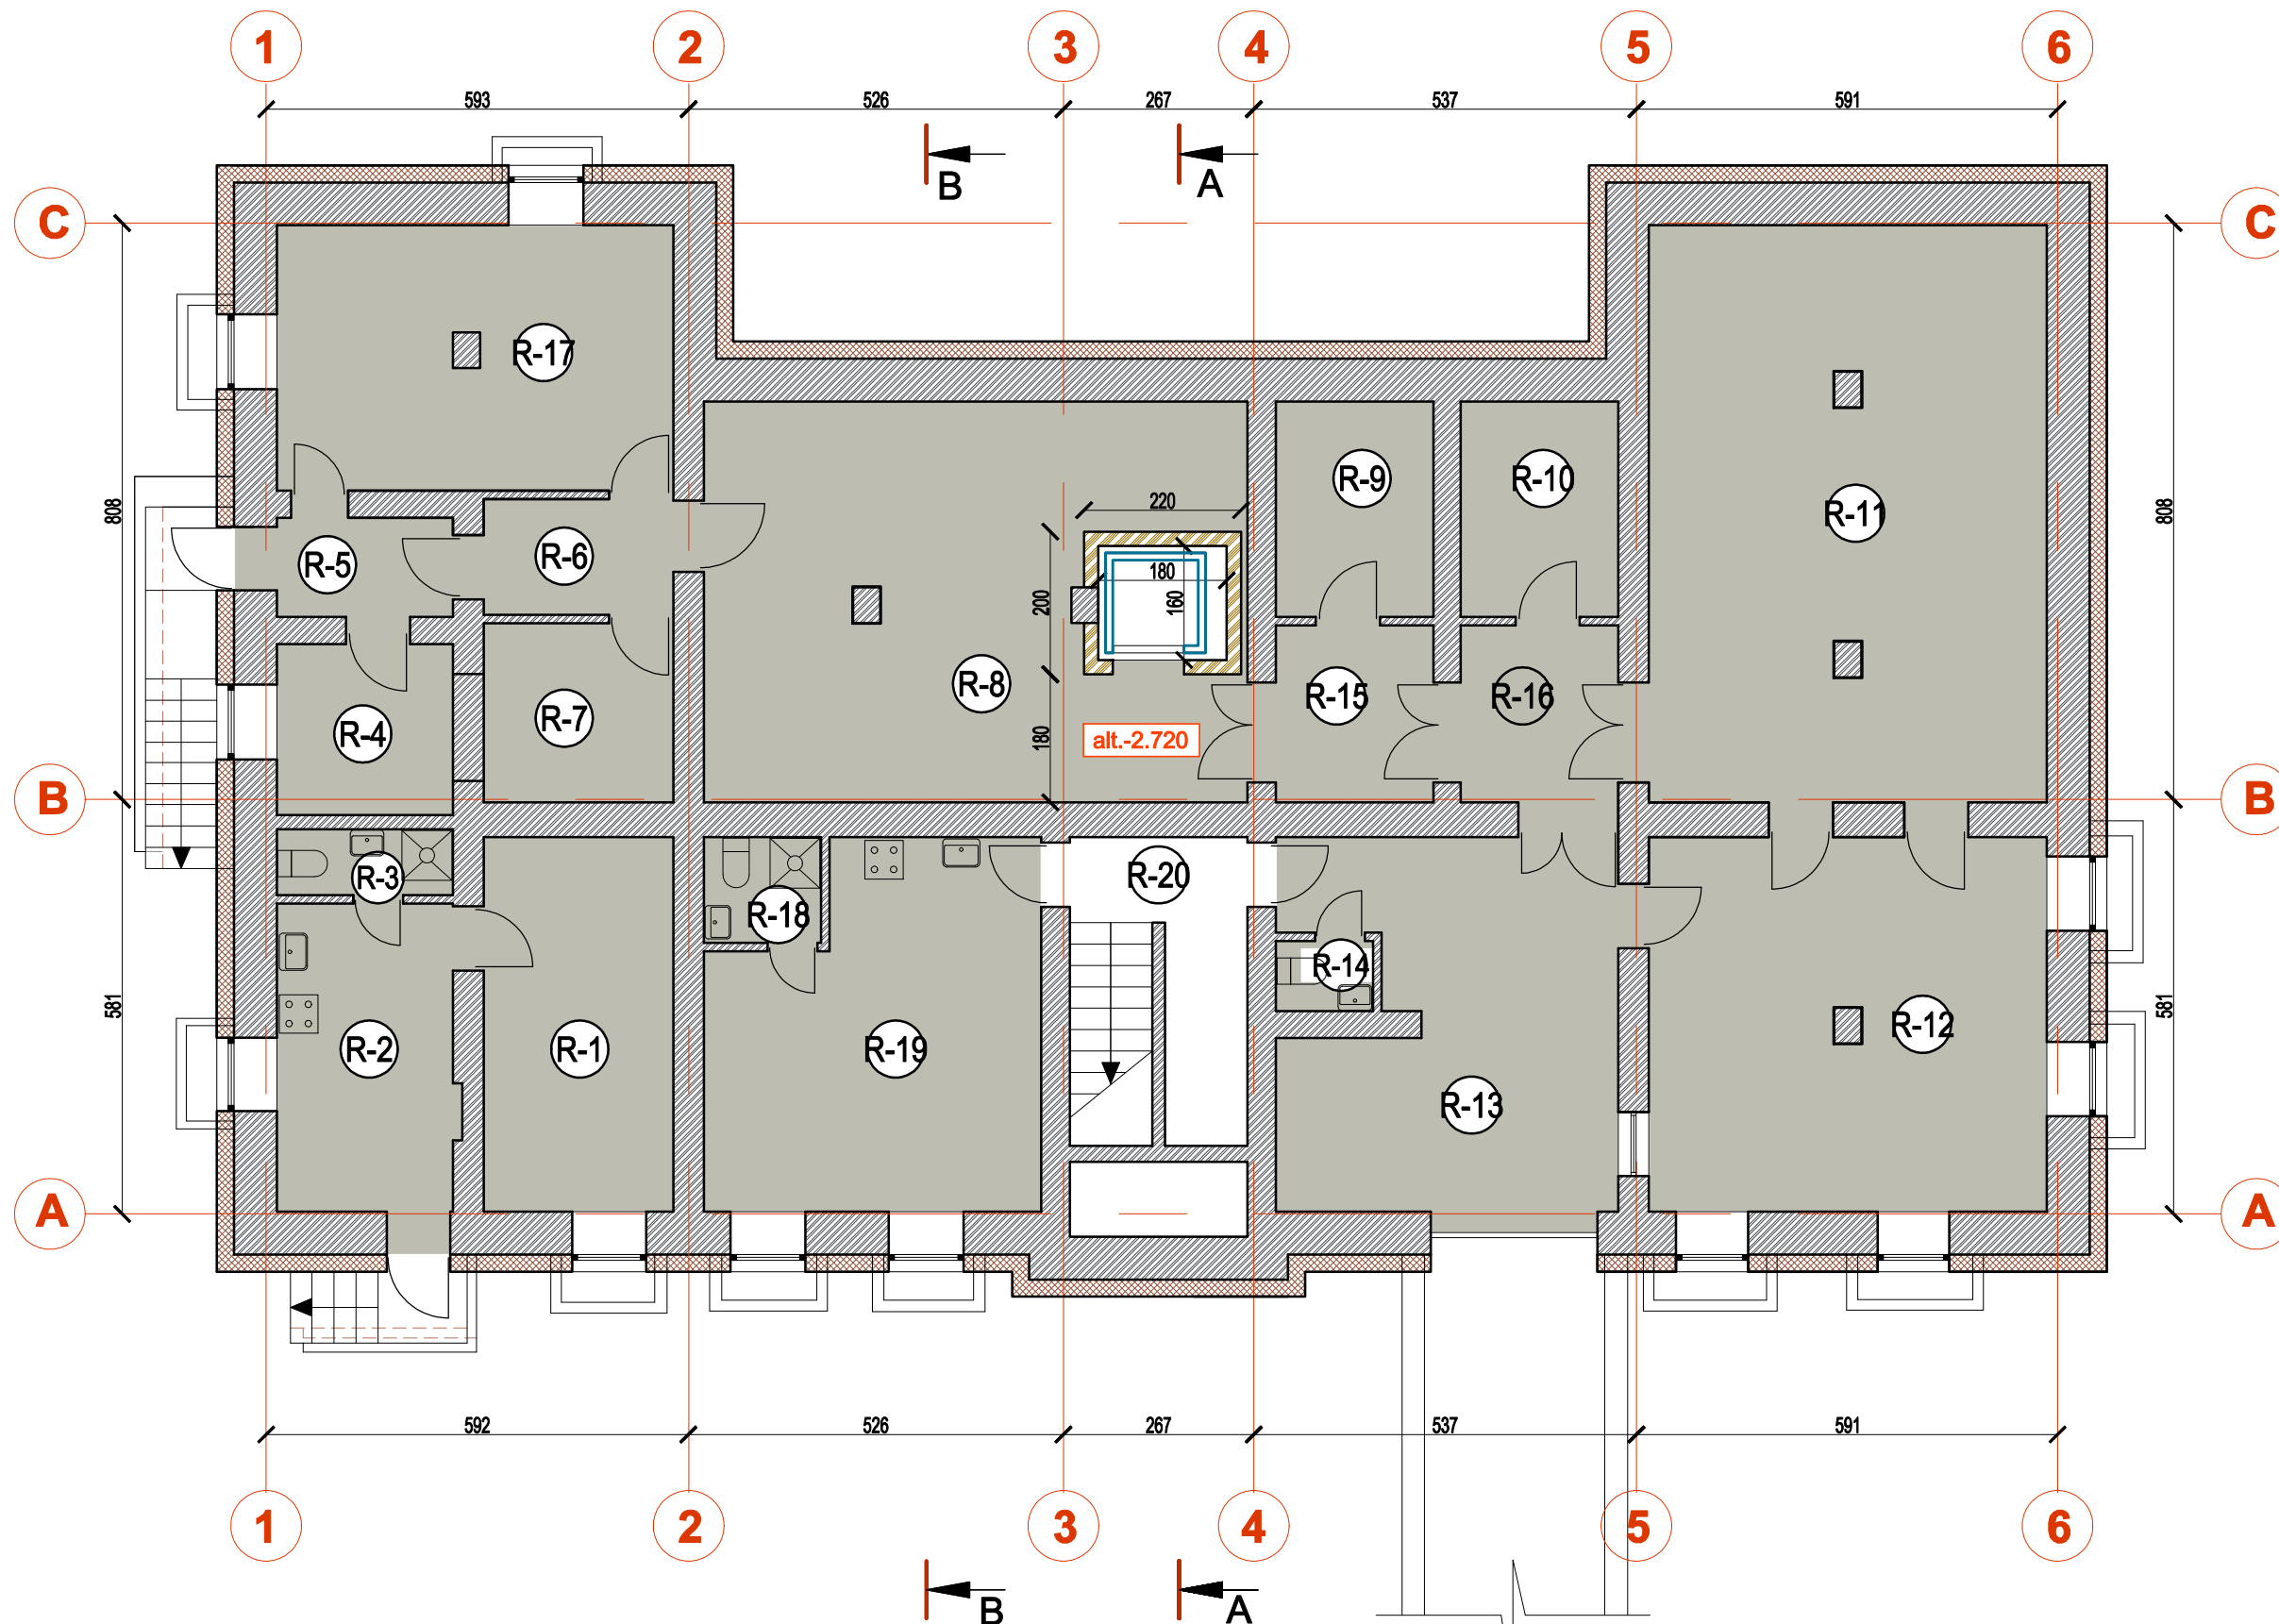 1 2 3 4 5 6
593 526 267 537 591
B A
C C
R-17
R-9 R-10
220
R-11
808 808
R-5 R-6
180
200 160
R-8 R-15 R-16
R-7
R-4
180
alt.-2.720
B B
R-3 R-20
R-18
R-14
581 581
R-2 R-1 R-19 R-12
R-13
A A
592 526 267 537 591
1 2 3 4 5 6
B A